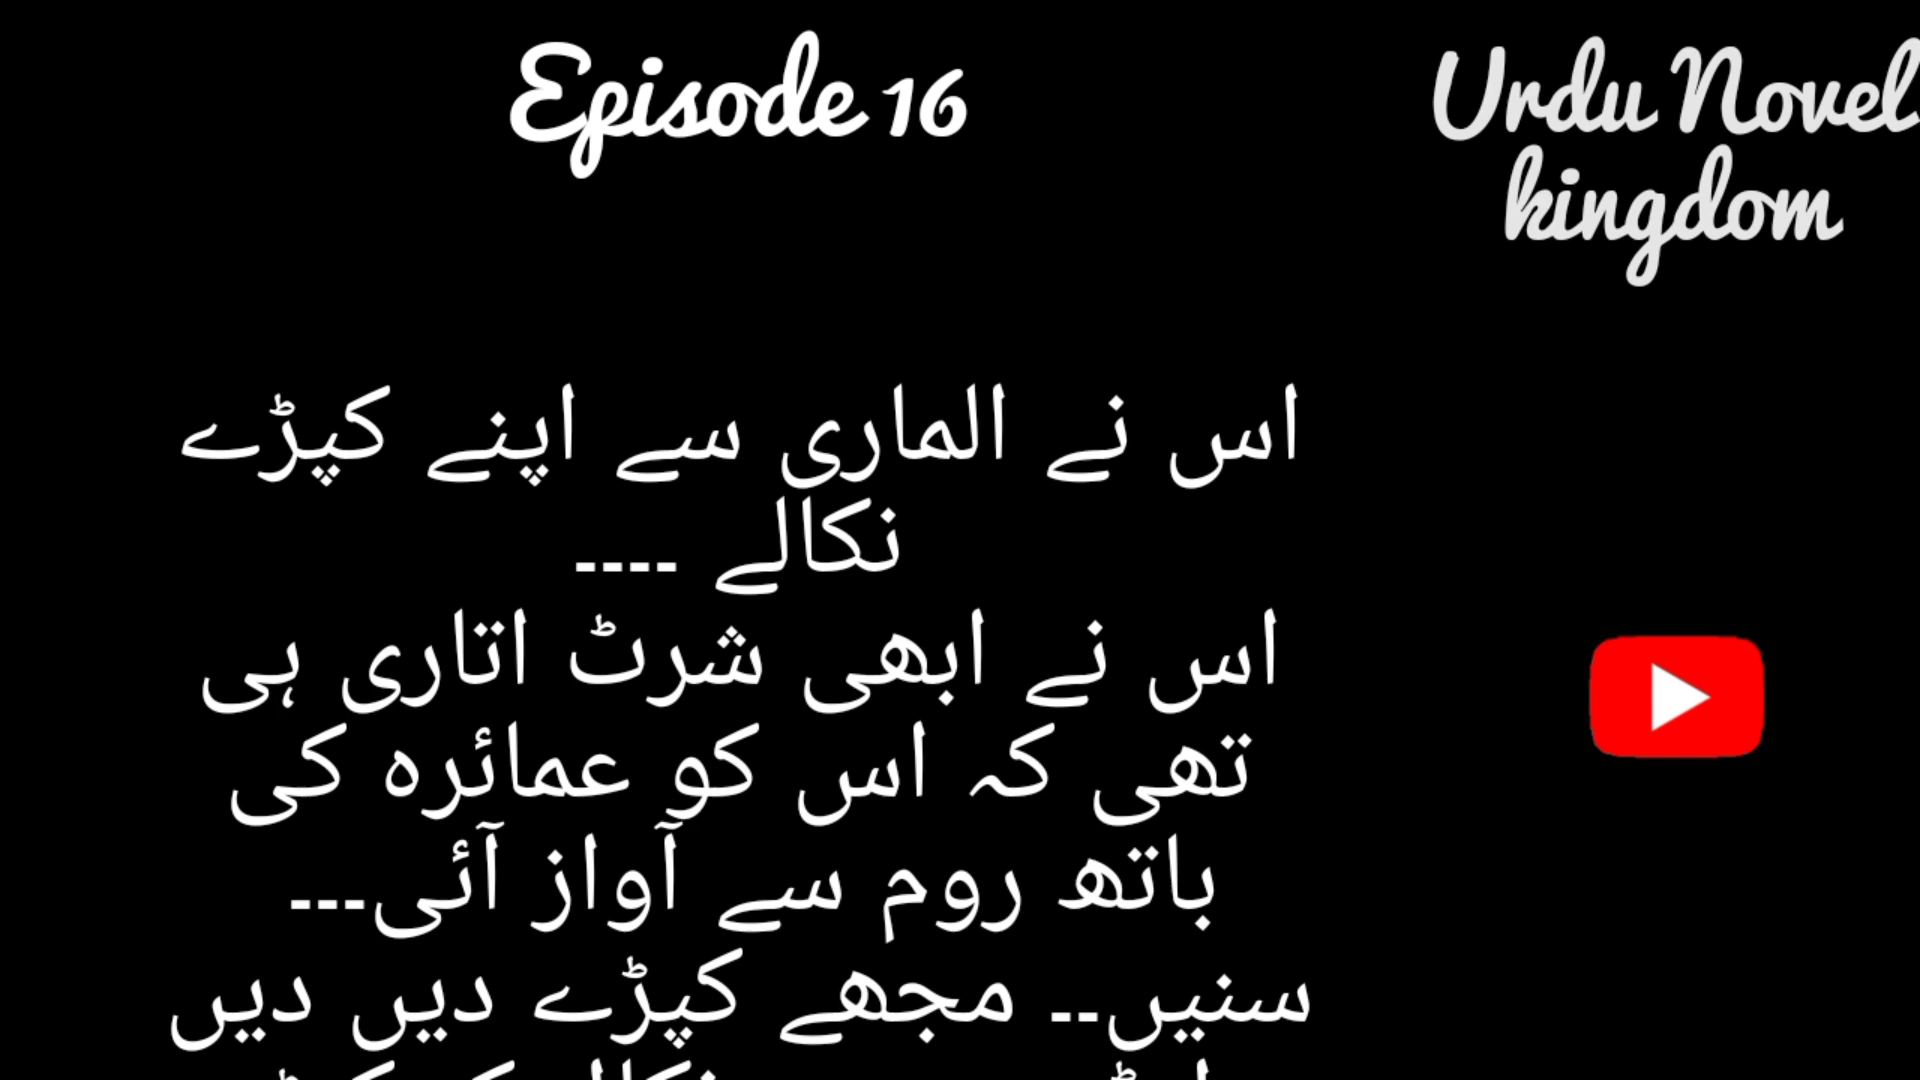 Episode 16
Urdu Novel
kingdom
اس نے الماری سے اپنے کپڑے
نکالے ----
اس نے ابھی شرٹ اتاری ہی
تھی کہ اس کو عمائرہ کی
باتھ روم سے آواز آئی---
سنیں-- مجھے کپڑے دیں دیں